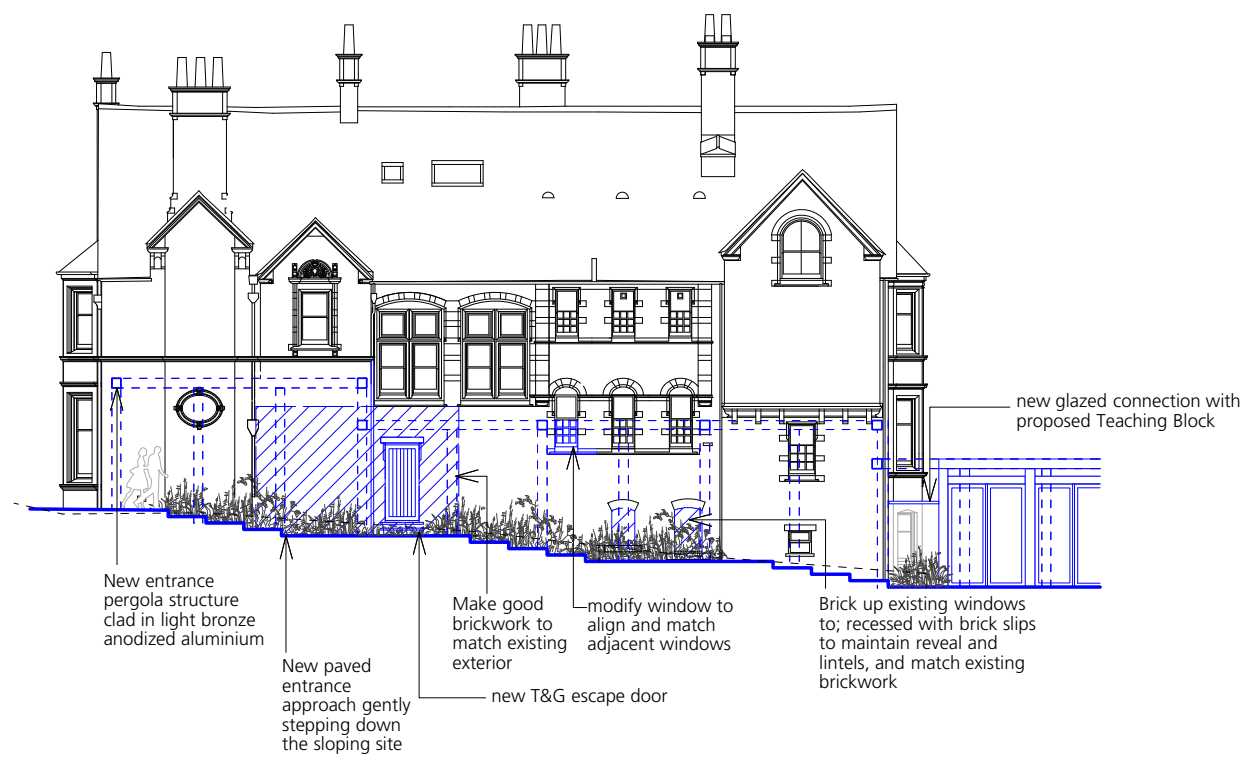 new glazed connection with
proposed Teaching Block
New entrance
pergola structure
clad in light bronze
anodized aluminium
New paved
entrance
approach gently
stepping down
the sloping site
Make good
brickwork to
match existing
exterior
new T&G escape door
modify window to
align and match
adjacent windows
Brick up existing windows
to; recessed with brick slips
to maintain reveal and
lintels, and match existing
brickwork